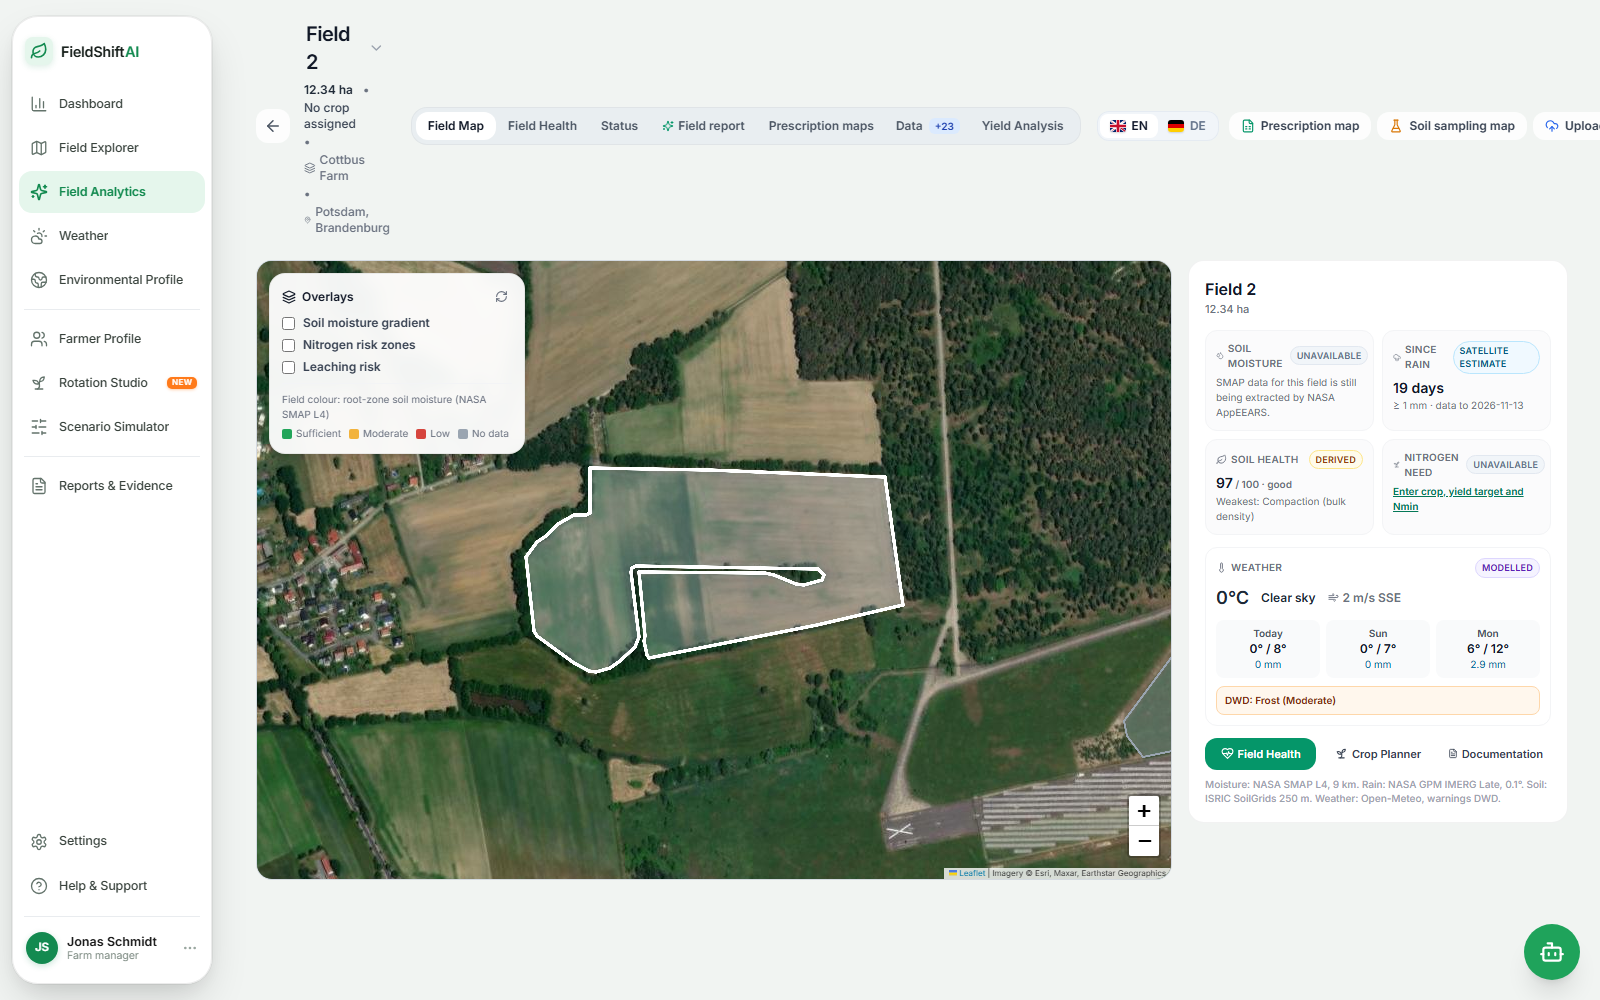 FieldShiftAI
Dashboard
Field Explorer
Field Analytics
Weather
Environmental Profile
Farmer Profile
Rotation Studio NEW
Scenario Simulator
Reports & Evidence
Settings
Help & Support
JS
Jonas Schmidt
Farm manager
Field
2
12.34 ha •
No crop
assigned
•
Cottbus
Farm
•
Potsdam,
Brandenburg
Field Map Field Health Status Field report Prescription maps Data +23 Yield Analysis
EN DE
Prescription map Soil sampling map Uploa
Overlays
Soil moisture gradient
Nitrogen risk zones
Leaching risk
Field colour: root-zone soil moisture (NASA
SMAP L4)
Sufficient Moderate Low No data
+
−
Leaflet | Imagery © Esri, Maxar, Earthstar Geographics
Field 2
12.34 ha
SOIL
MOISTURE
UNAVAILABLE
SMAP data for this field is still
being extracted by NASA
AppEEARS.
SINCE
RAIN
SATELLITE
ESTIMATE
19 days
≥ 1 mm · data to 2026-11-13
SOIL HEALTH DERIVED
97 / 100 · good
Weakest: Compaction (bulk
density)
NITROGEN
NEED
UNAVAILABLE
Enter crop, yield target and
Nmin
WEATHER MODELLED
0°C Clear sky 2 m/s SSE
Today Sun Mon
0° / 8° 0° / 7° 6° / 12°
0 mm 0 mm 2.9 mm
DWD: Frost (Moderate)
Field Health Crop Planner Documentation
Moisture: NASA SMAP L4, 9 km. Rain: NASA GPM IMERG Late, 0.1°. Soil:
ISRIC SoilGrids 250 m. Weather: Open-Meteo, warnings DWD.